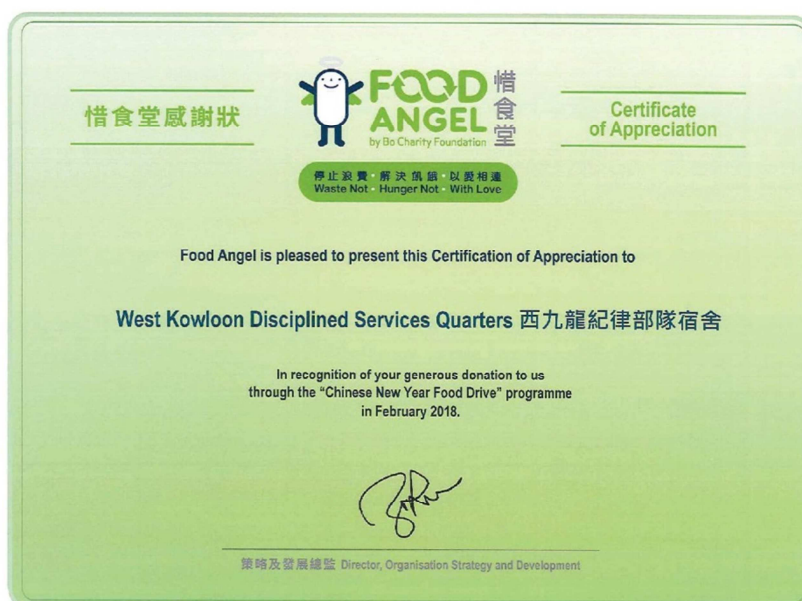 惜食堂感謝狀
FOOD ANGEL
惜食堂
by Bo Charity Foundation
停止浪費・解決飢餓・以愛相連
Waste Not・Hunger Not・With Love
Certificate
of Appreciation
Food Angel is pleased to present this Certification of Appreciation to
West Kowloon Disciplined Services Quarters 西九龍紀律部隊宿舍
In recognition of your generous donation to us
through the “Chinese New Year Food Drive” programme
in February 2018.
策略及發展總監 Director, Organisation Strategy and Development